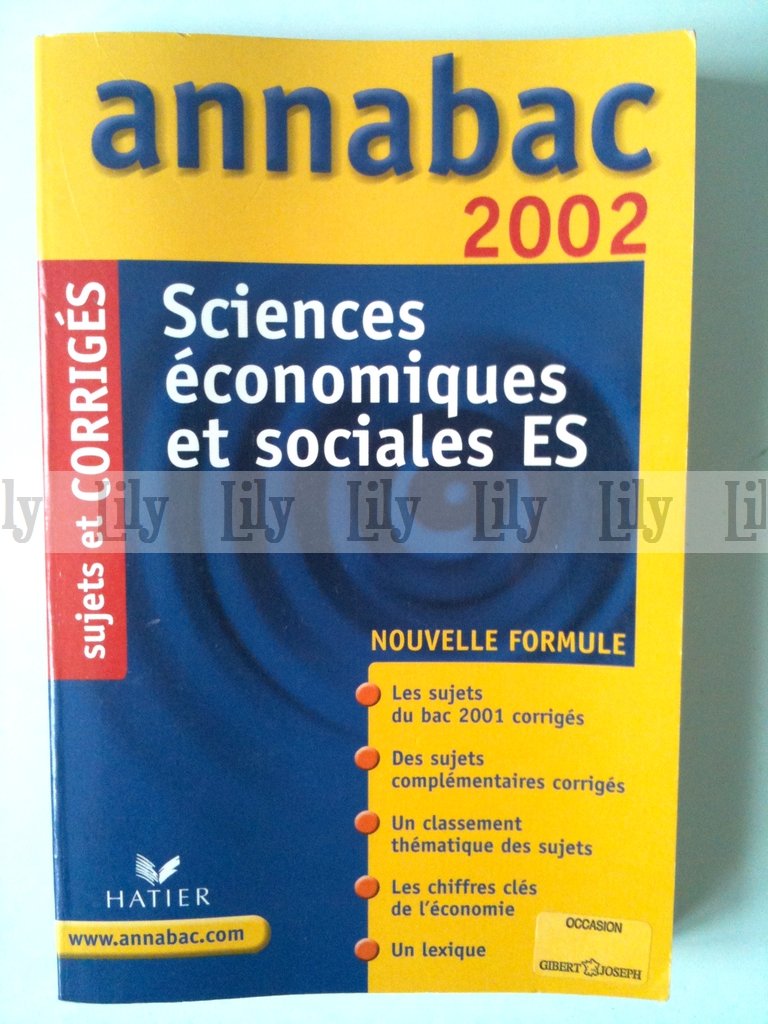 annabac
2002
sujets et CORRIGÉS
Sciences
économiques
et sociales ES
ly Lily Lily Lily Lily Lily Lil
NOUVELLE FORMULE
Les sujets
du bac 2001 corrigés
Des sujets
complémentaires corrigés
Un classement
thématique des sujets
Les chiffres clés
de l'économie
Un lexique
HATIER
www.annabac.com
OCCASION
GIBERT JOSEPH